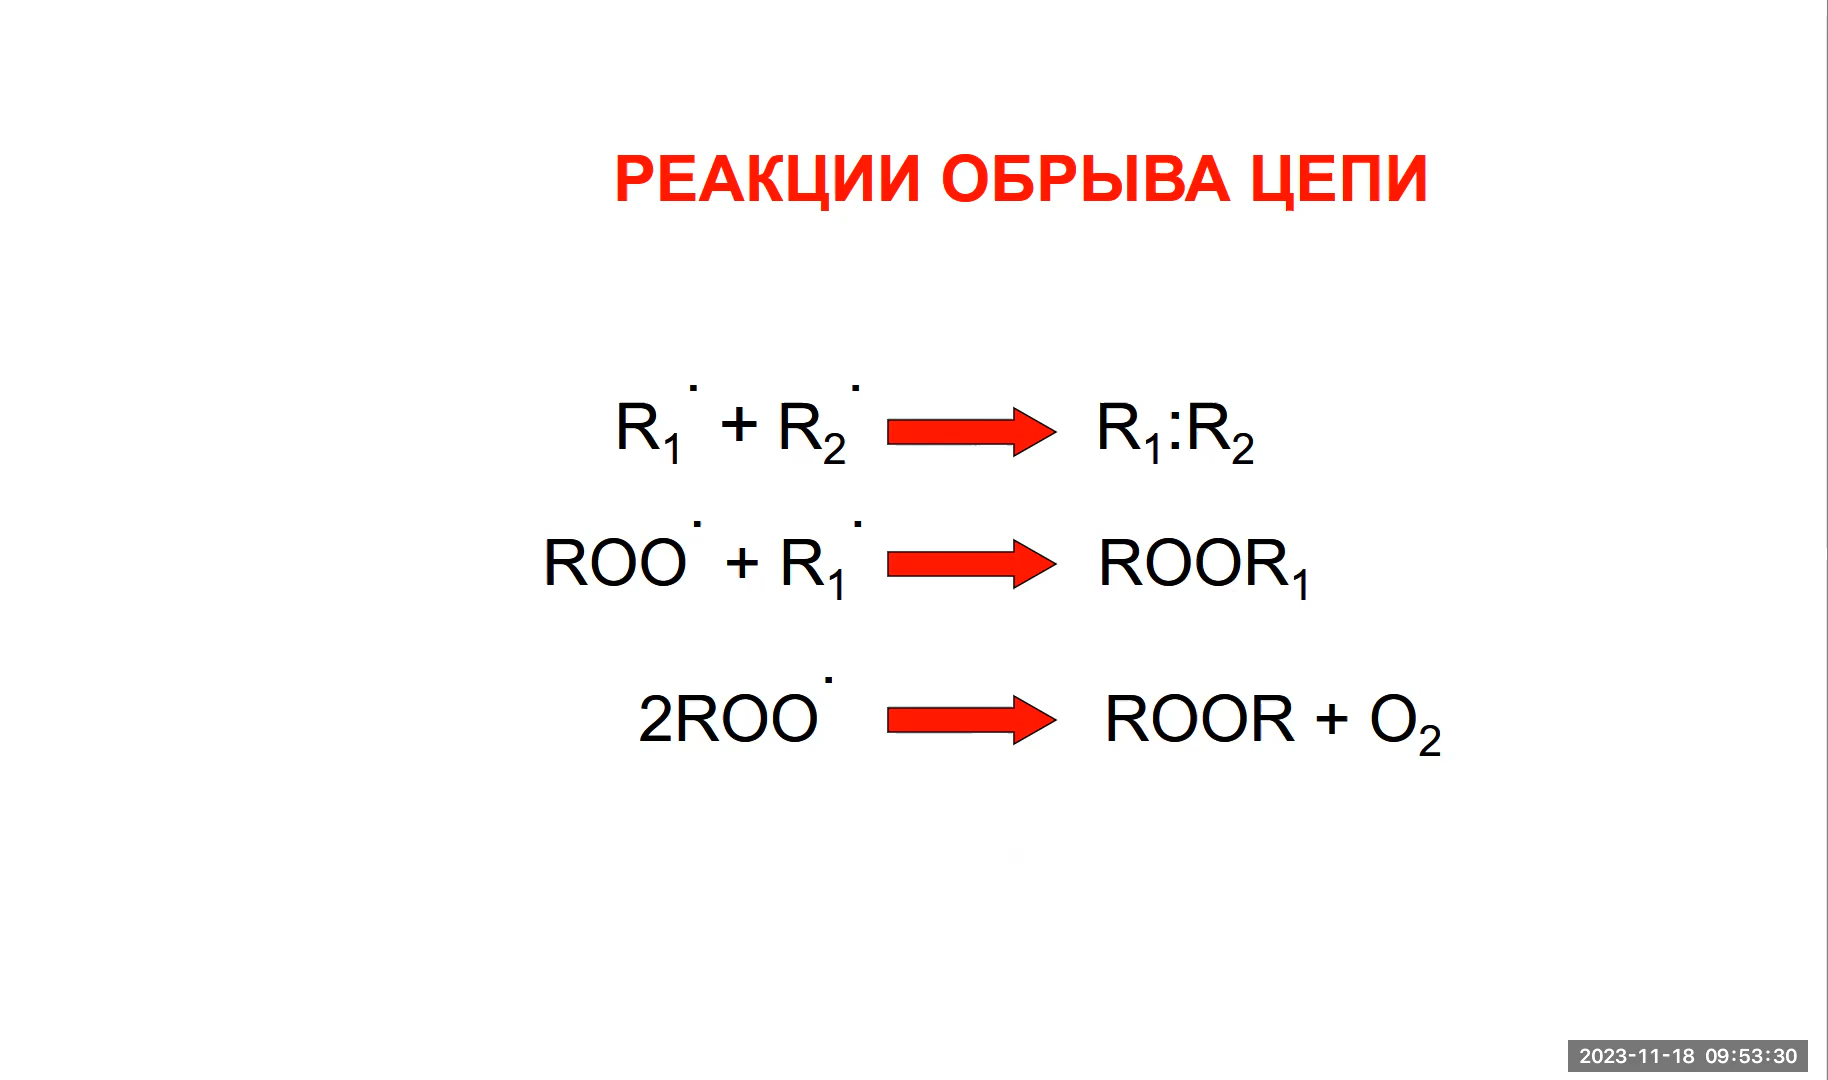 РЕАКЦИИ ОБРЫВА ЦЕПИ
R₁˙ + R₂˙ → R₁:R₂
ROO˙ + R₁˙ → ROOR₁
2ROO˙ → ROOR + O₂
2023-11-18 09:53:30